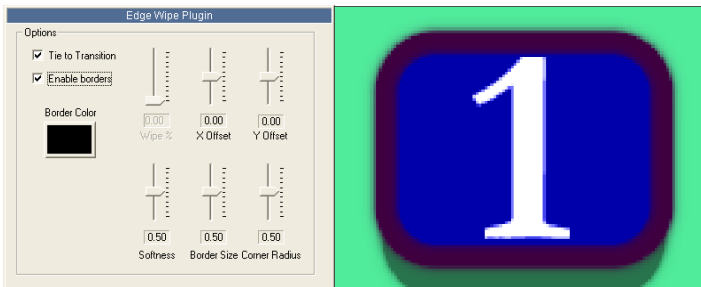 Edge Wipe Plugin
Options
Tie to Transition
Enable borders
Border Color
0.00 0.00 0.00
Wipe % X Offset Y Offset
0.50 0.50 0.50
Softness Border Size Corner Radius
1